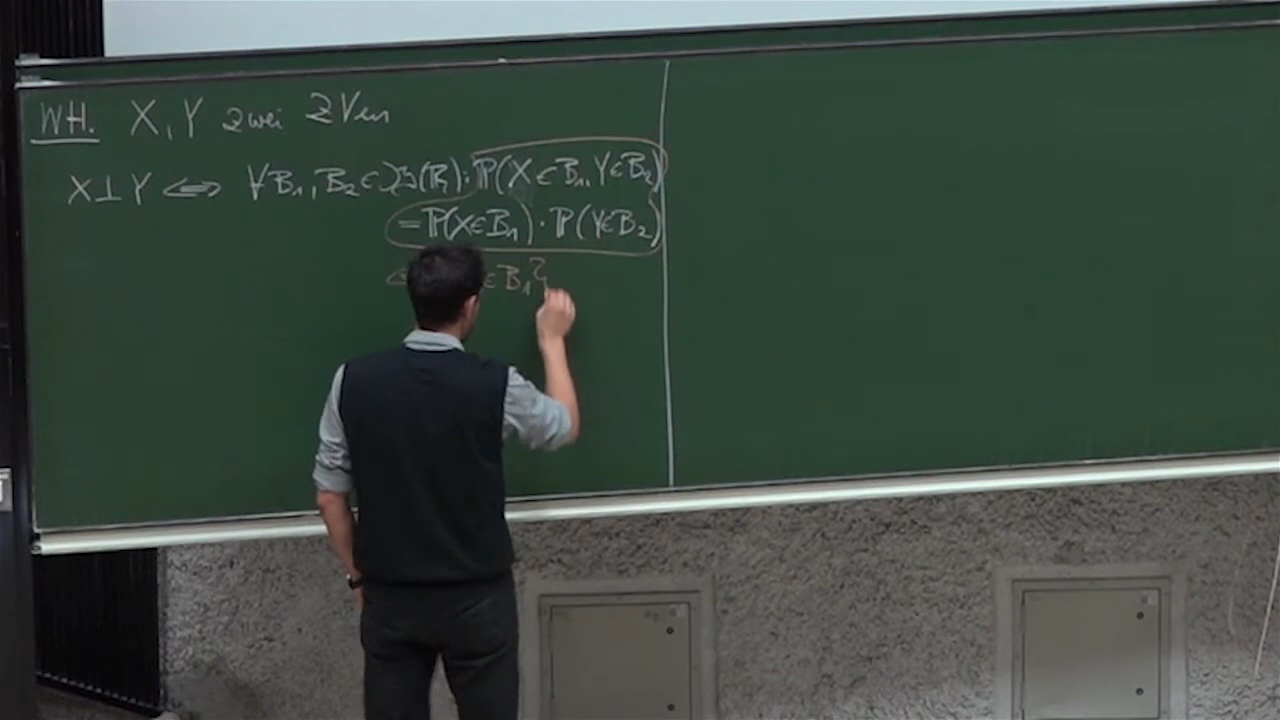 WH. X, Y zwei ZVen
X⊥Y ⇔ ∀B₁, B₂ ∈ 𝔅(ℝ): ℙ(X ∈ B₁, Y ∈ B₂)
= ℙ(X ∈ B₁) · ℙ(Y ∈ B₂)
∈ B₁}